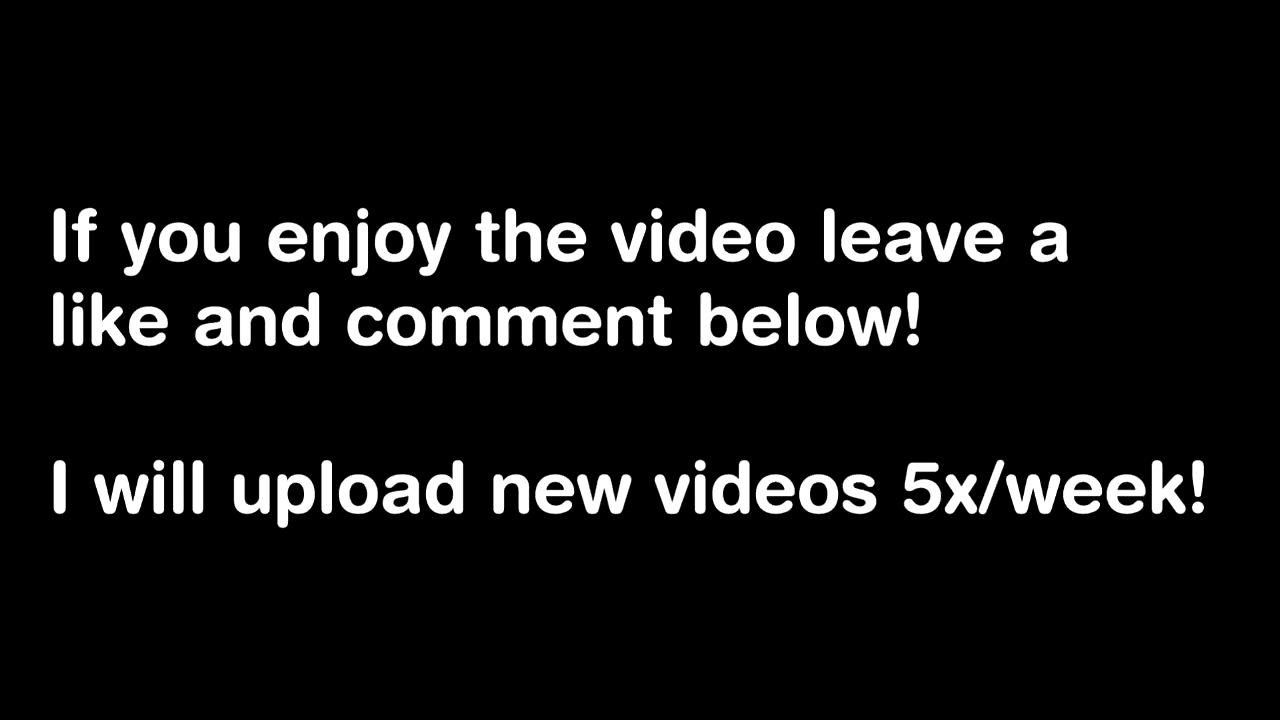 If you enjoy the video leave a
like and comment below!
I will upload new videos 5x/week!